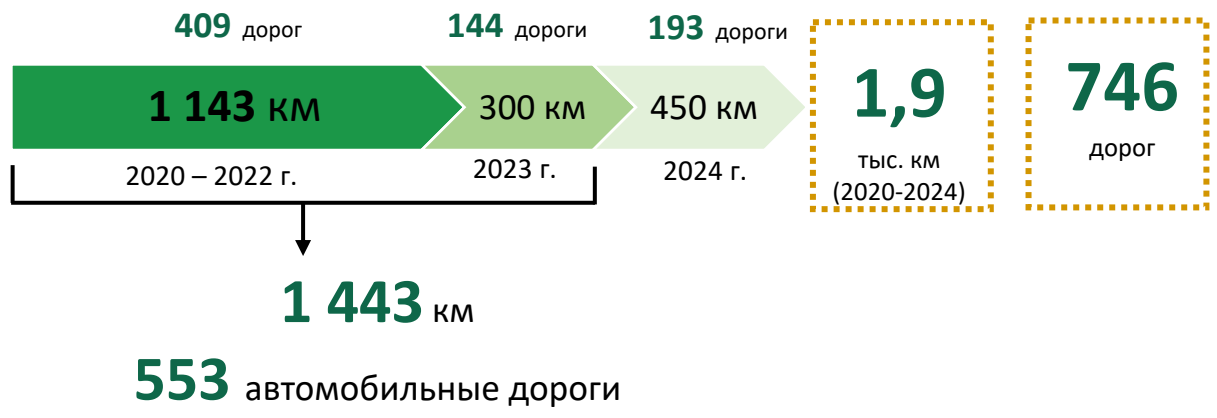 409 дорог
144 дороги
193 дороги
1 143 км
300 км
450 км
2020 – 2022 г.
2023 г.
2024 г.
1,9
тыс. км
(2020-2024)
746
дорог
1 443 км
553 автомобильные дороги